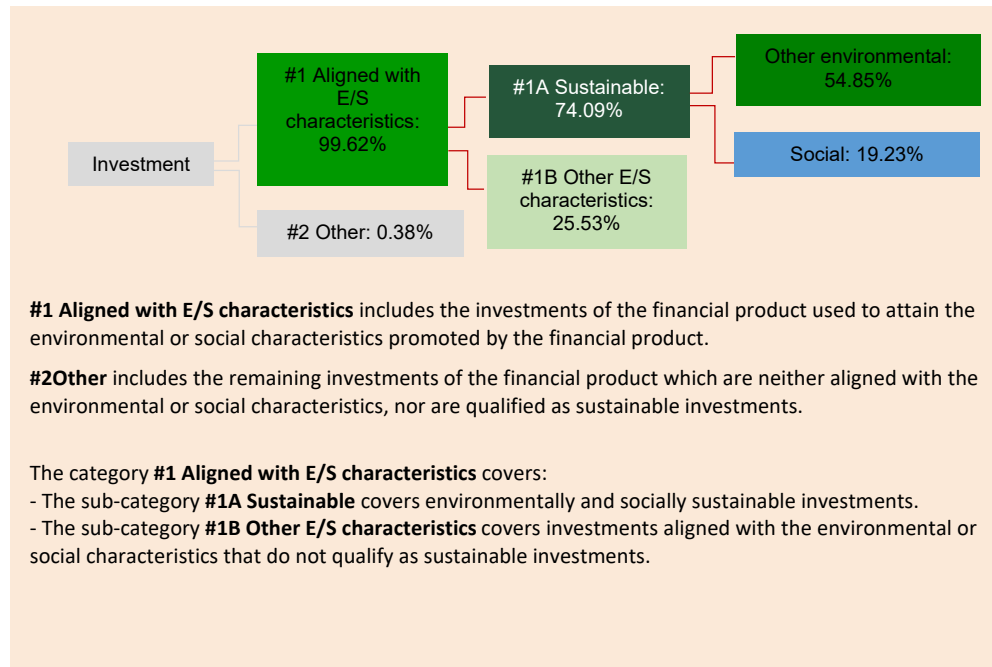 Investment
#1 Aligned with
E/S
characteristics:
99.62%
#2 Other: 0.38%
#1A Sustainable:
74.09%
#1B Other E/S
characteristics:
25.53%
Other environmental:
54.85%
Social: 19.23%
#1 Aligned with E/S characteristics includes the investments of the financial product used to attain the
environmental or social characteristics promoted by the financial product.
#2Other includes the remaining investments of the financial product which are neither aligned with the
environmental or social characteristics, nor are qualified as sustainable investments.
The category #1 Aligned with E/S characteristics covers:
- The sub-category #1A Sustainable covers environmentally and socially sustainable investments.
- The sub-category #1B Other E/S characteristics covers investments aligned with the environmental or
social characteristics that do not qualify as sustainable investments.